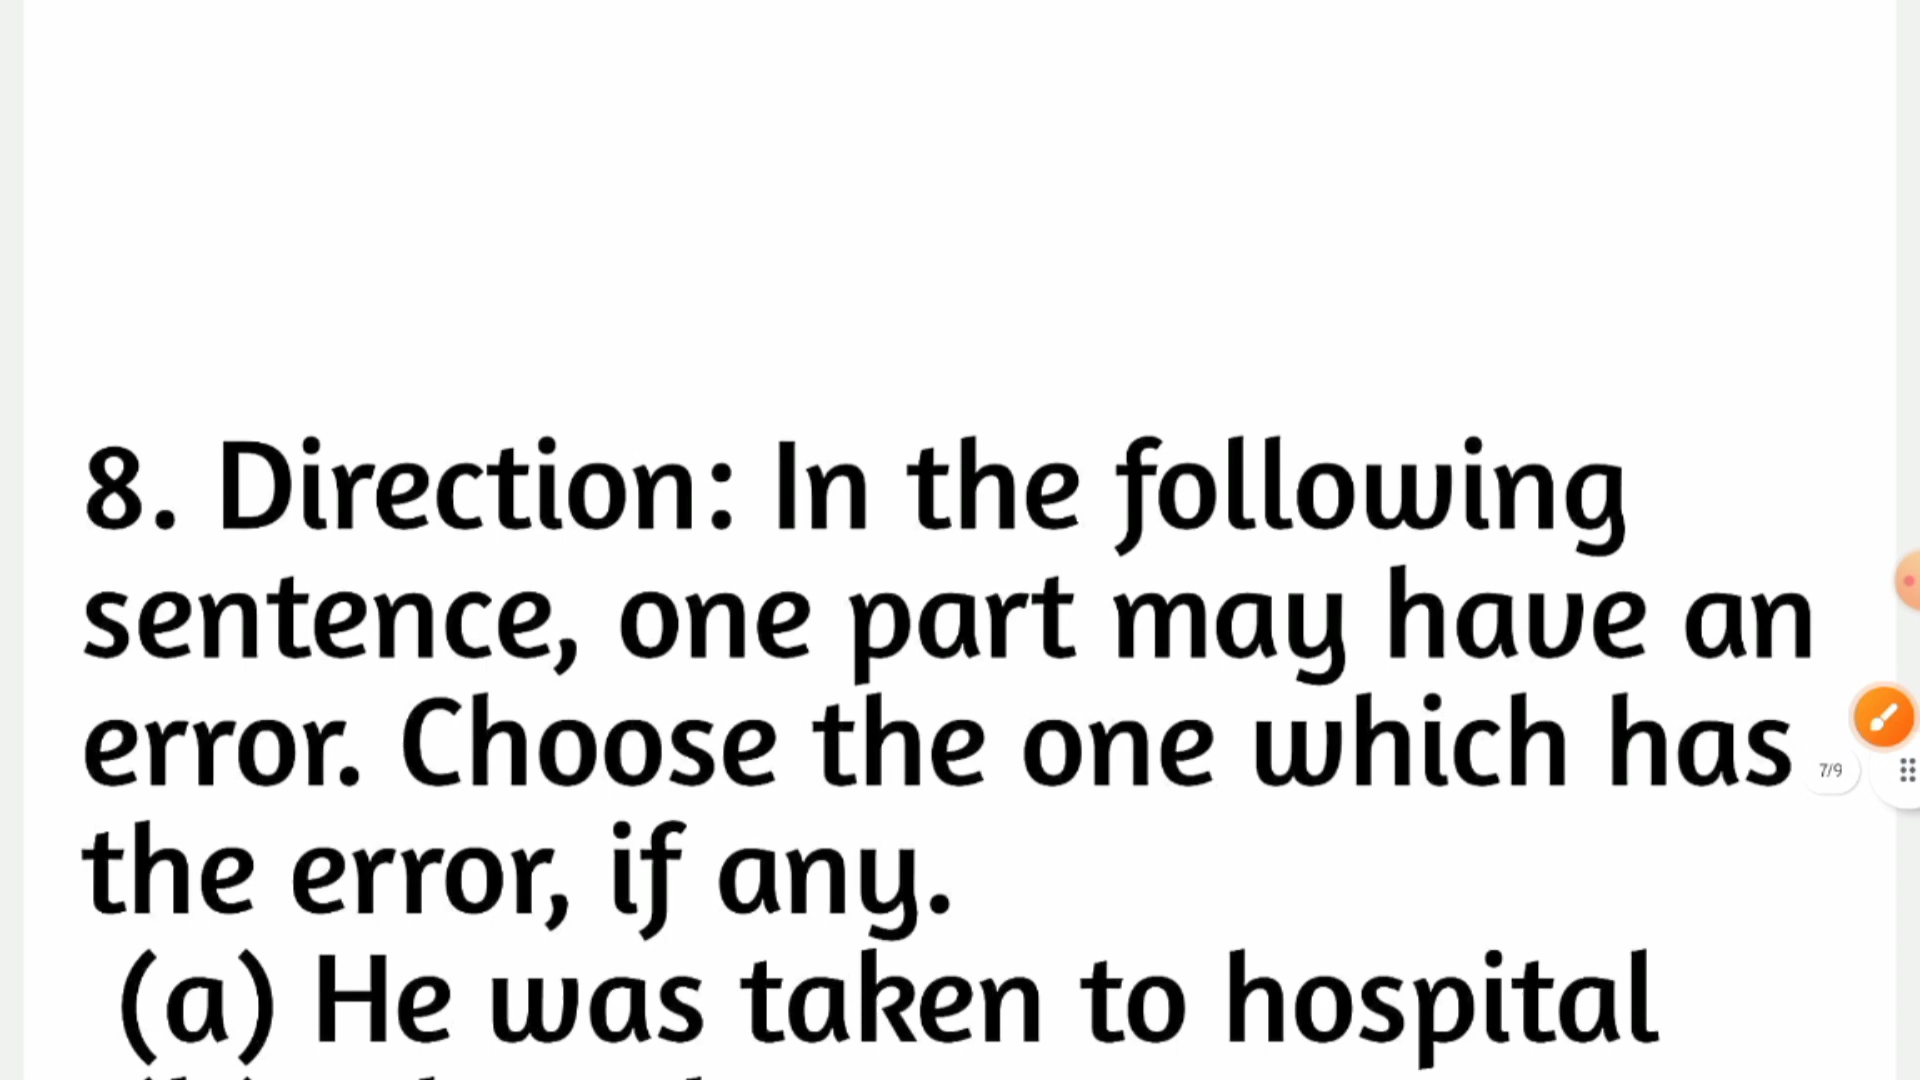 8. Direction: In the following
sentence, one part may have an
error. Choose the one which has
7/9
the error, if any.
(a) He was taken to hospital